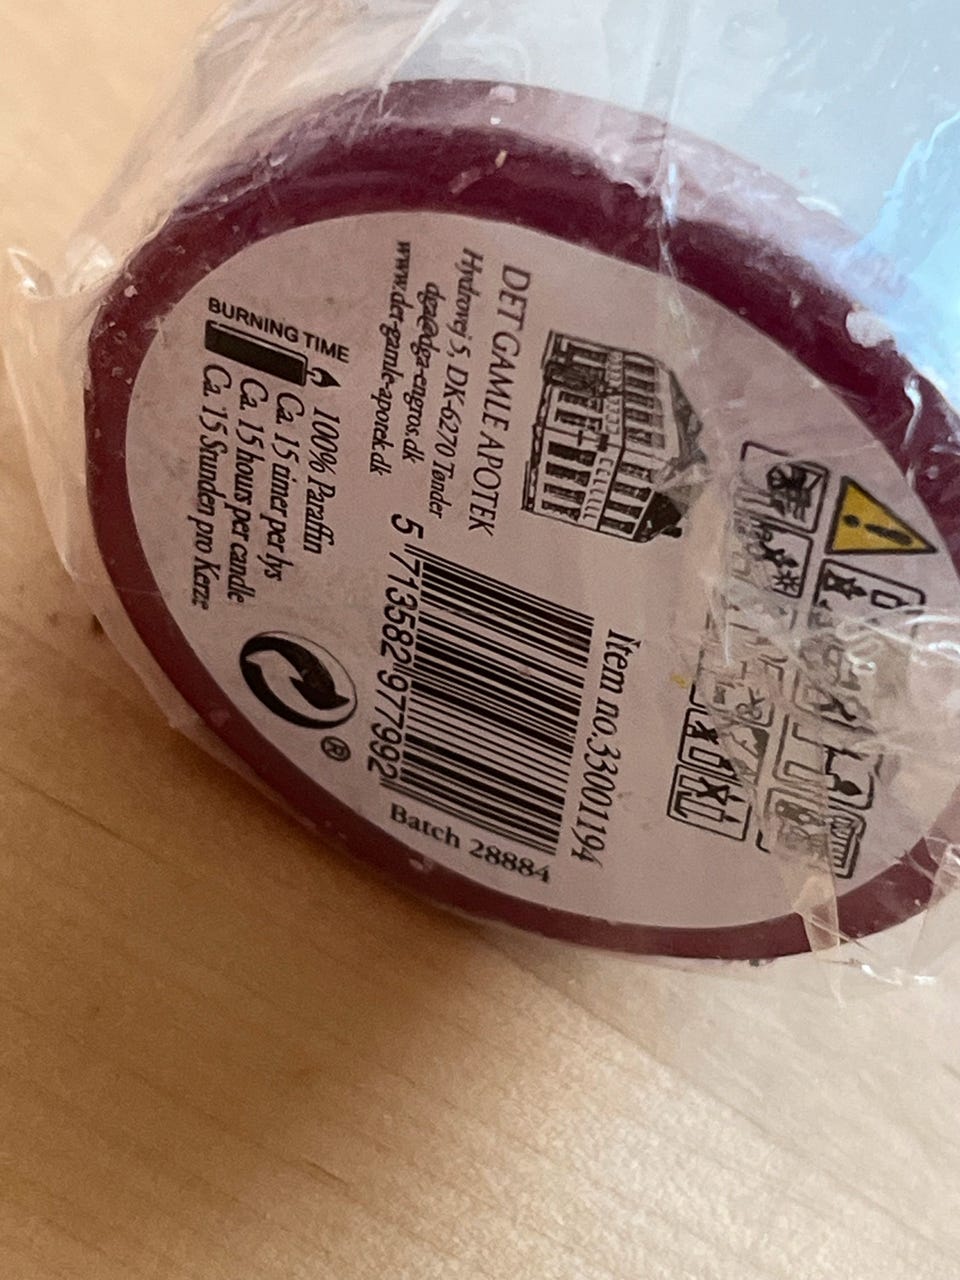 Item no.33001194
DET GAMLE APOTEK
Hydrovej 5, DK-6270 Tønder
dga@dga-engros.dk
www.det-gamle-apotek.dk
5 713582 977992
Batch 28884
BURNING TIME
100% Paraffin
Ca. 15 timer per lys
Ca. 15 hours per candle
Ca. 15 Stunden pro Kerze
®